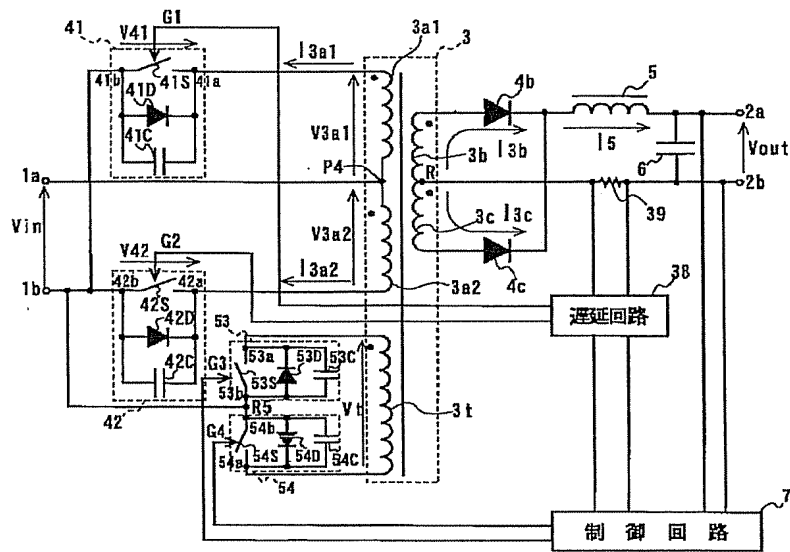 G1
41
V41
I3a1
3a1
3
41b
41S
41a
4b
5
41D
2a
V3a1
3b
I3b
I5
41C
P4
R
6
Vout
1a
2b
V3a2
I3c
39
Vin
V42
G2
3c
I3a2
4c
1b
42b
42a
3a2
38
42S
42D
53
遅延回路
53a
53D
53C
G3
42C
53S
53b
Vt
3t
R5
42
54b
G4
54S
54D
54C
54a
54
7
制御回路